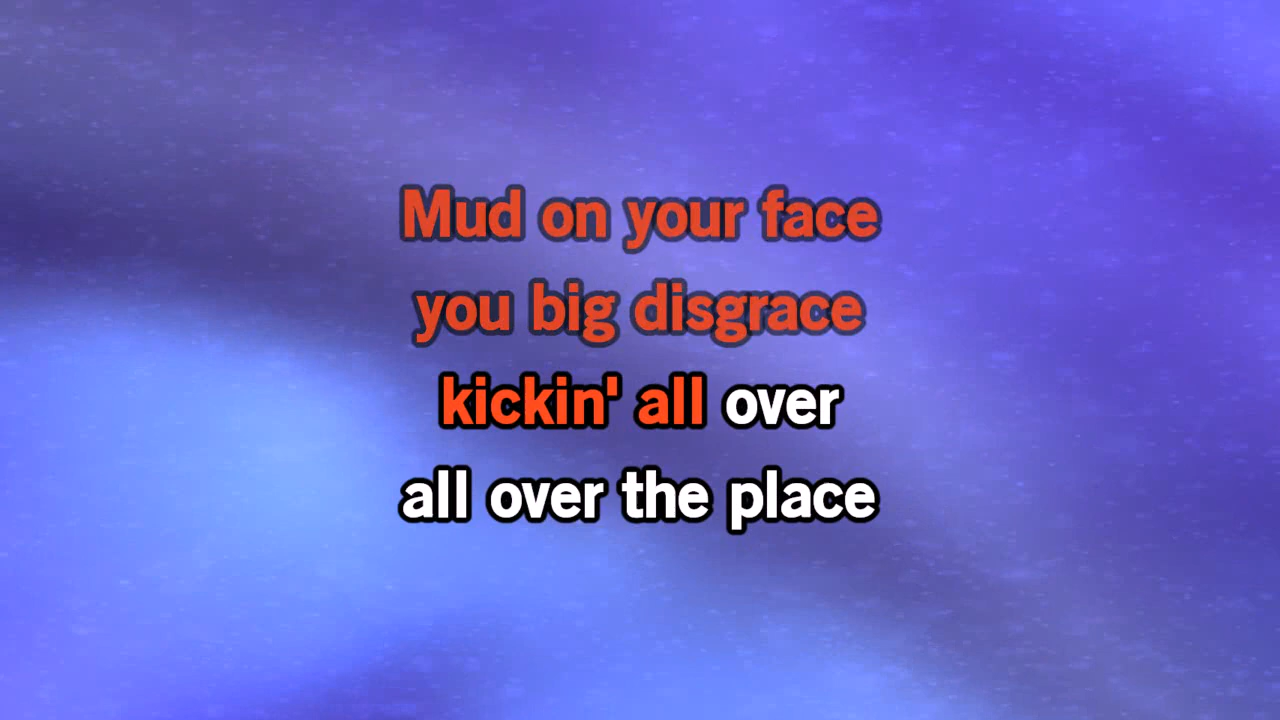 Mud on your face
you big disgrace
kickin' all over
all over the place